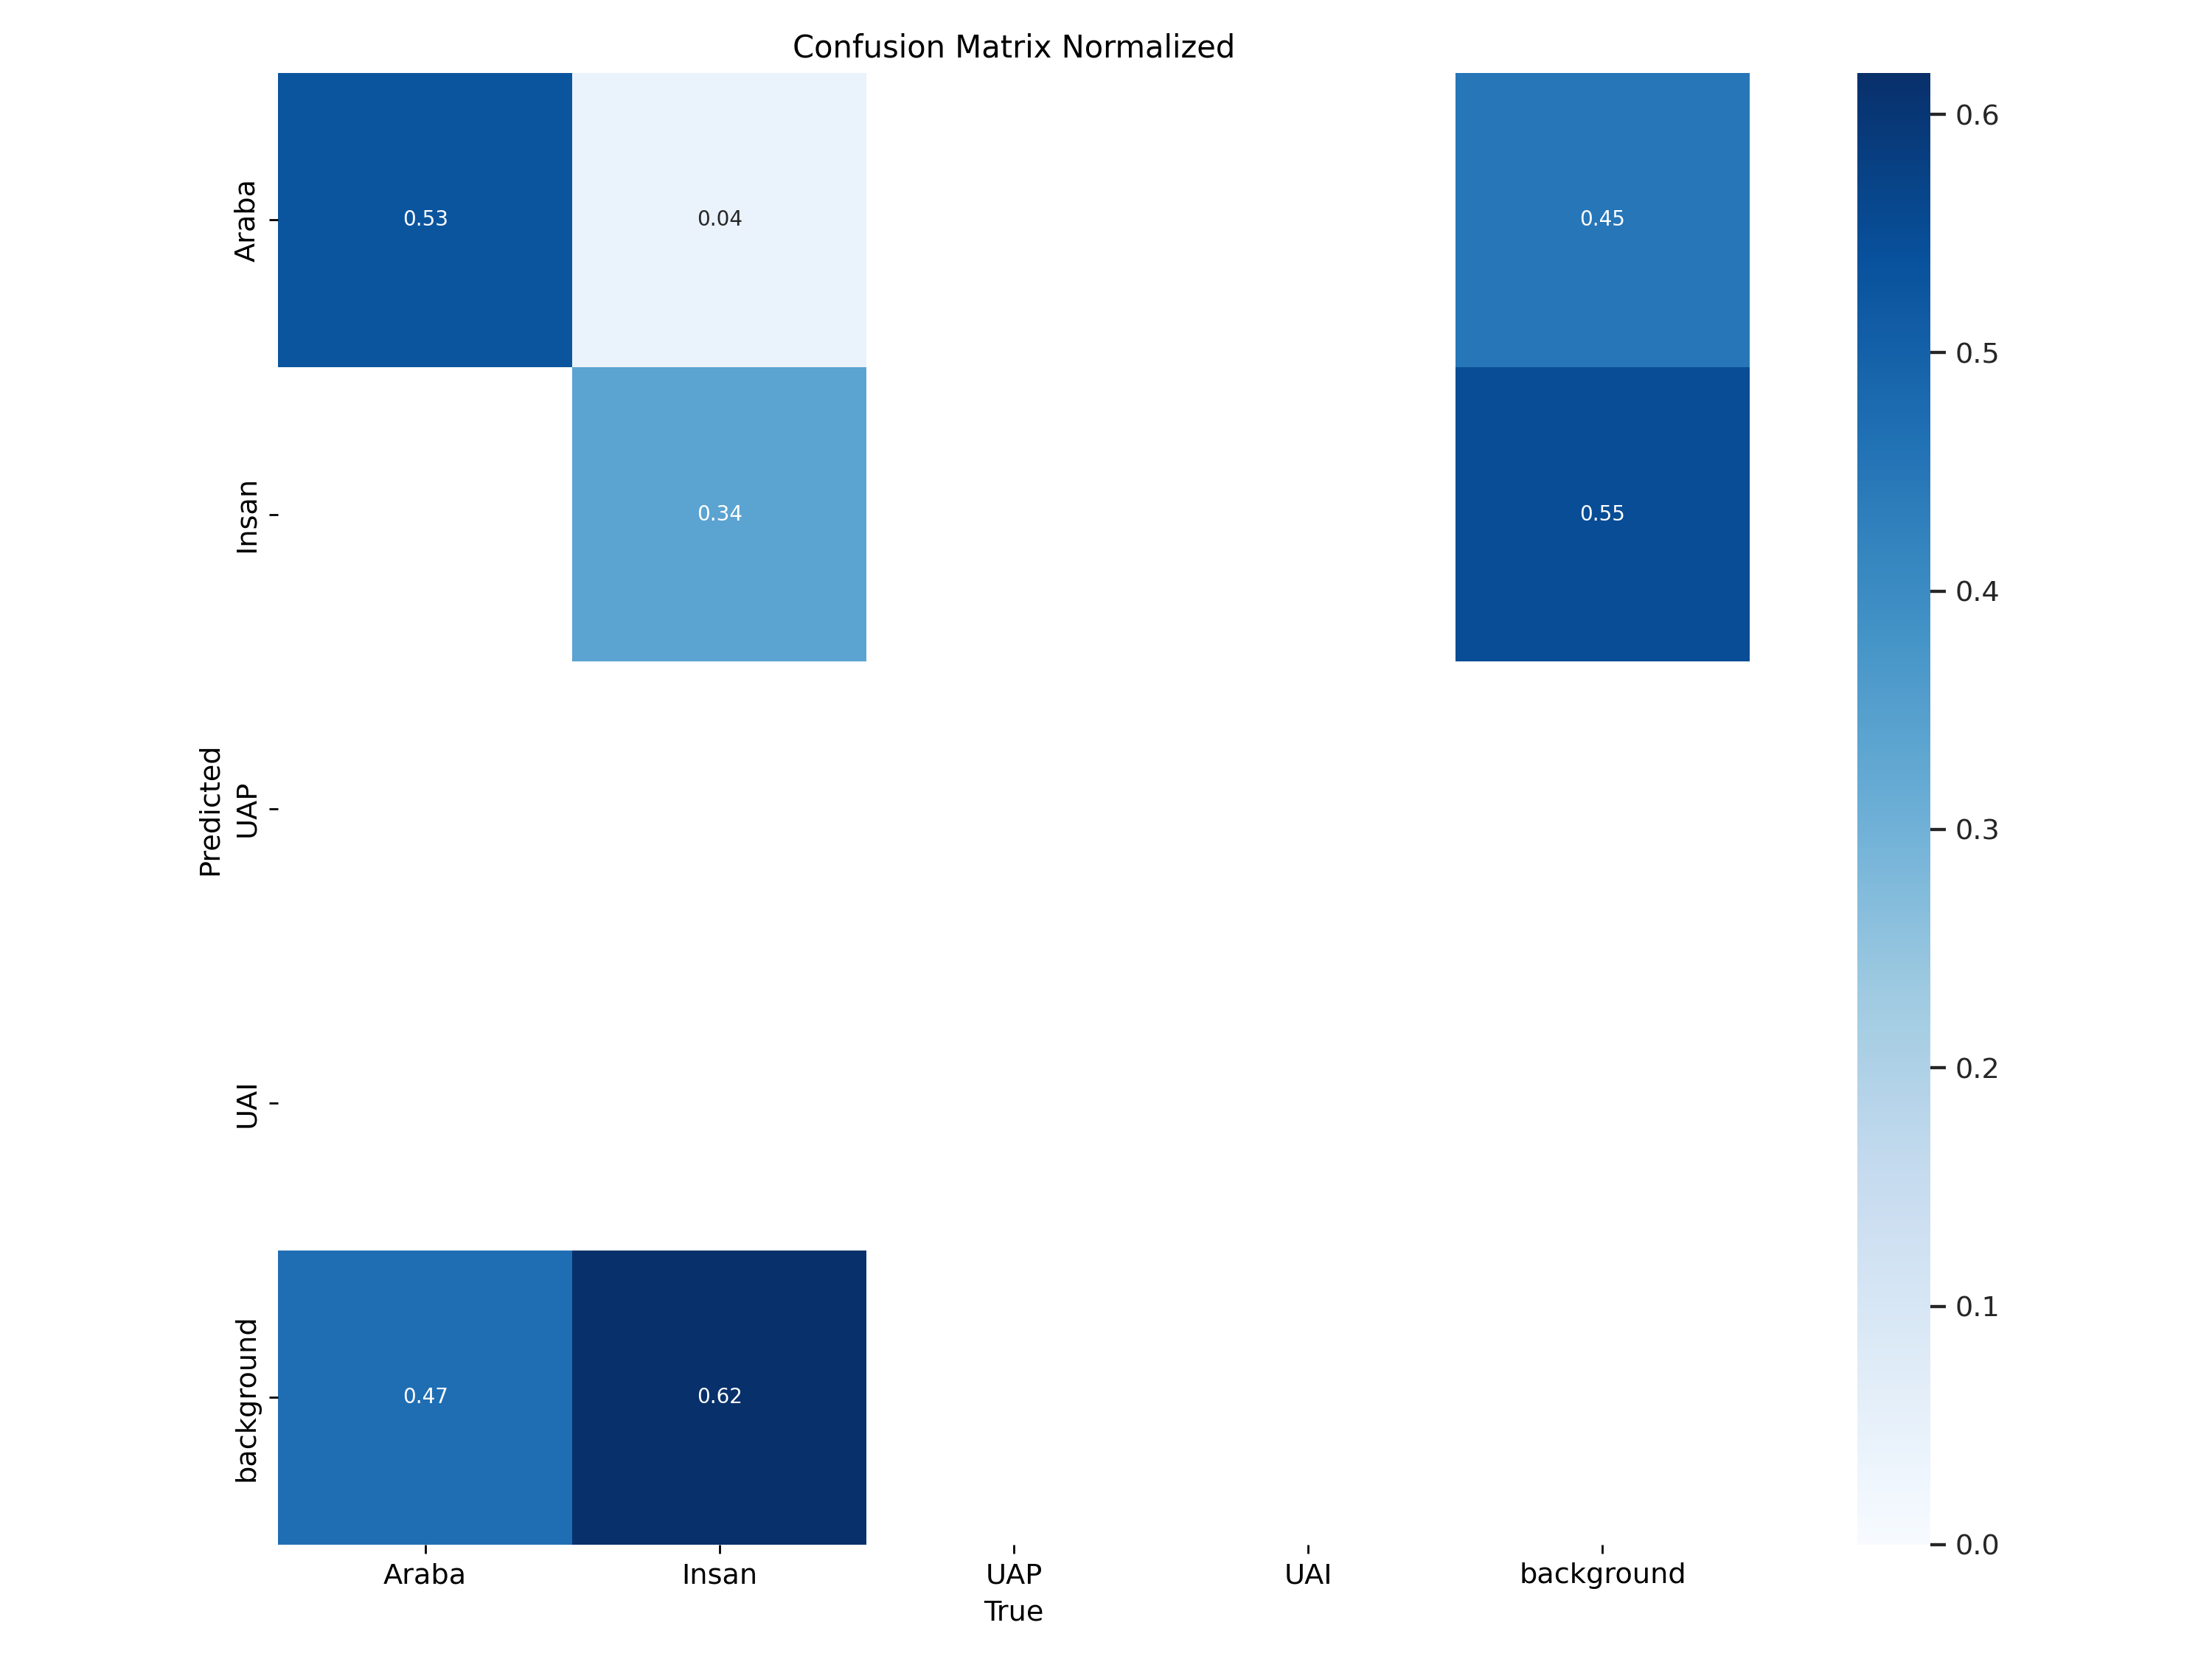 Confusion Matrix Normalized
Araba
0.53
0.04
0.45
Insan
0.34
0.55
Predicted
UAP
UAI
background
0.47
0.62
Araba
Insan
UAP
UAI
background
True
0.6
0.5
0.4
0.3
0.2
0.1
0.0